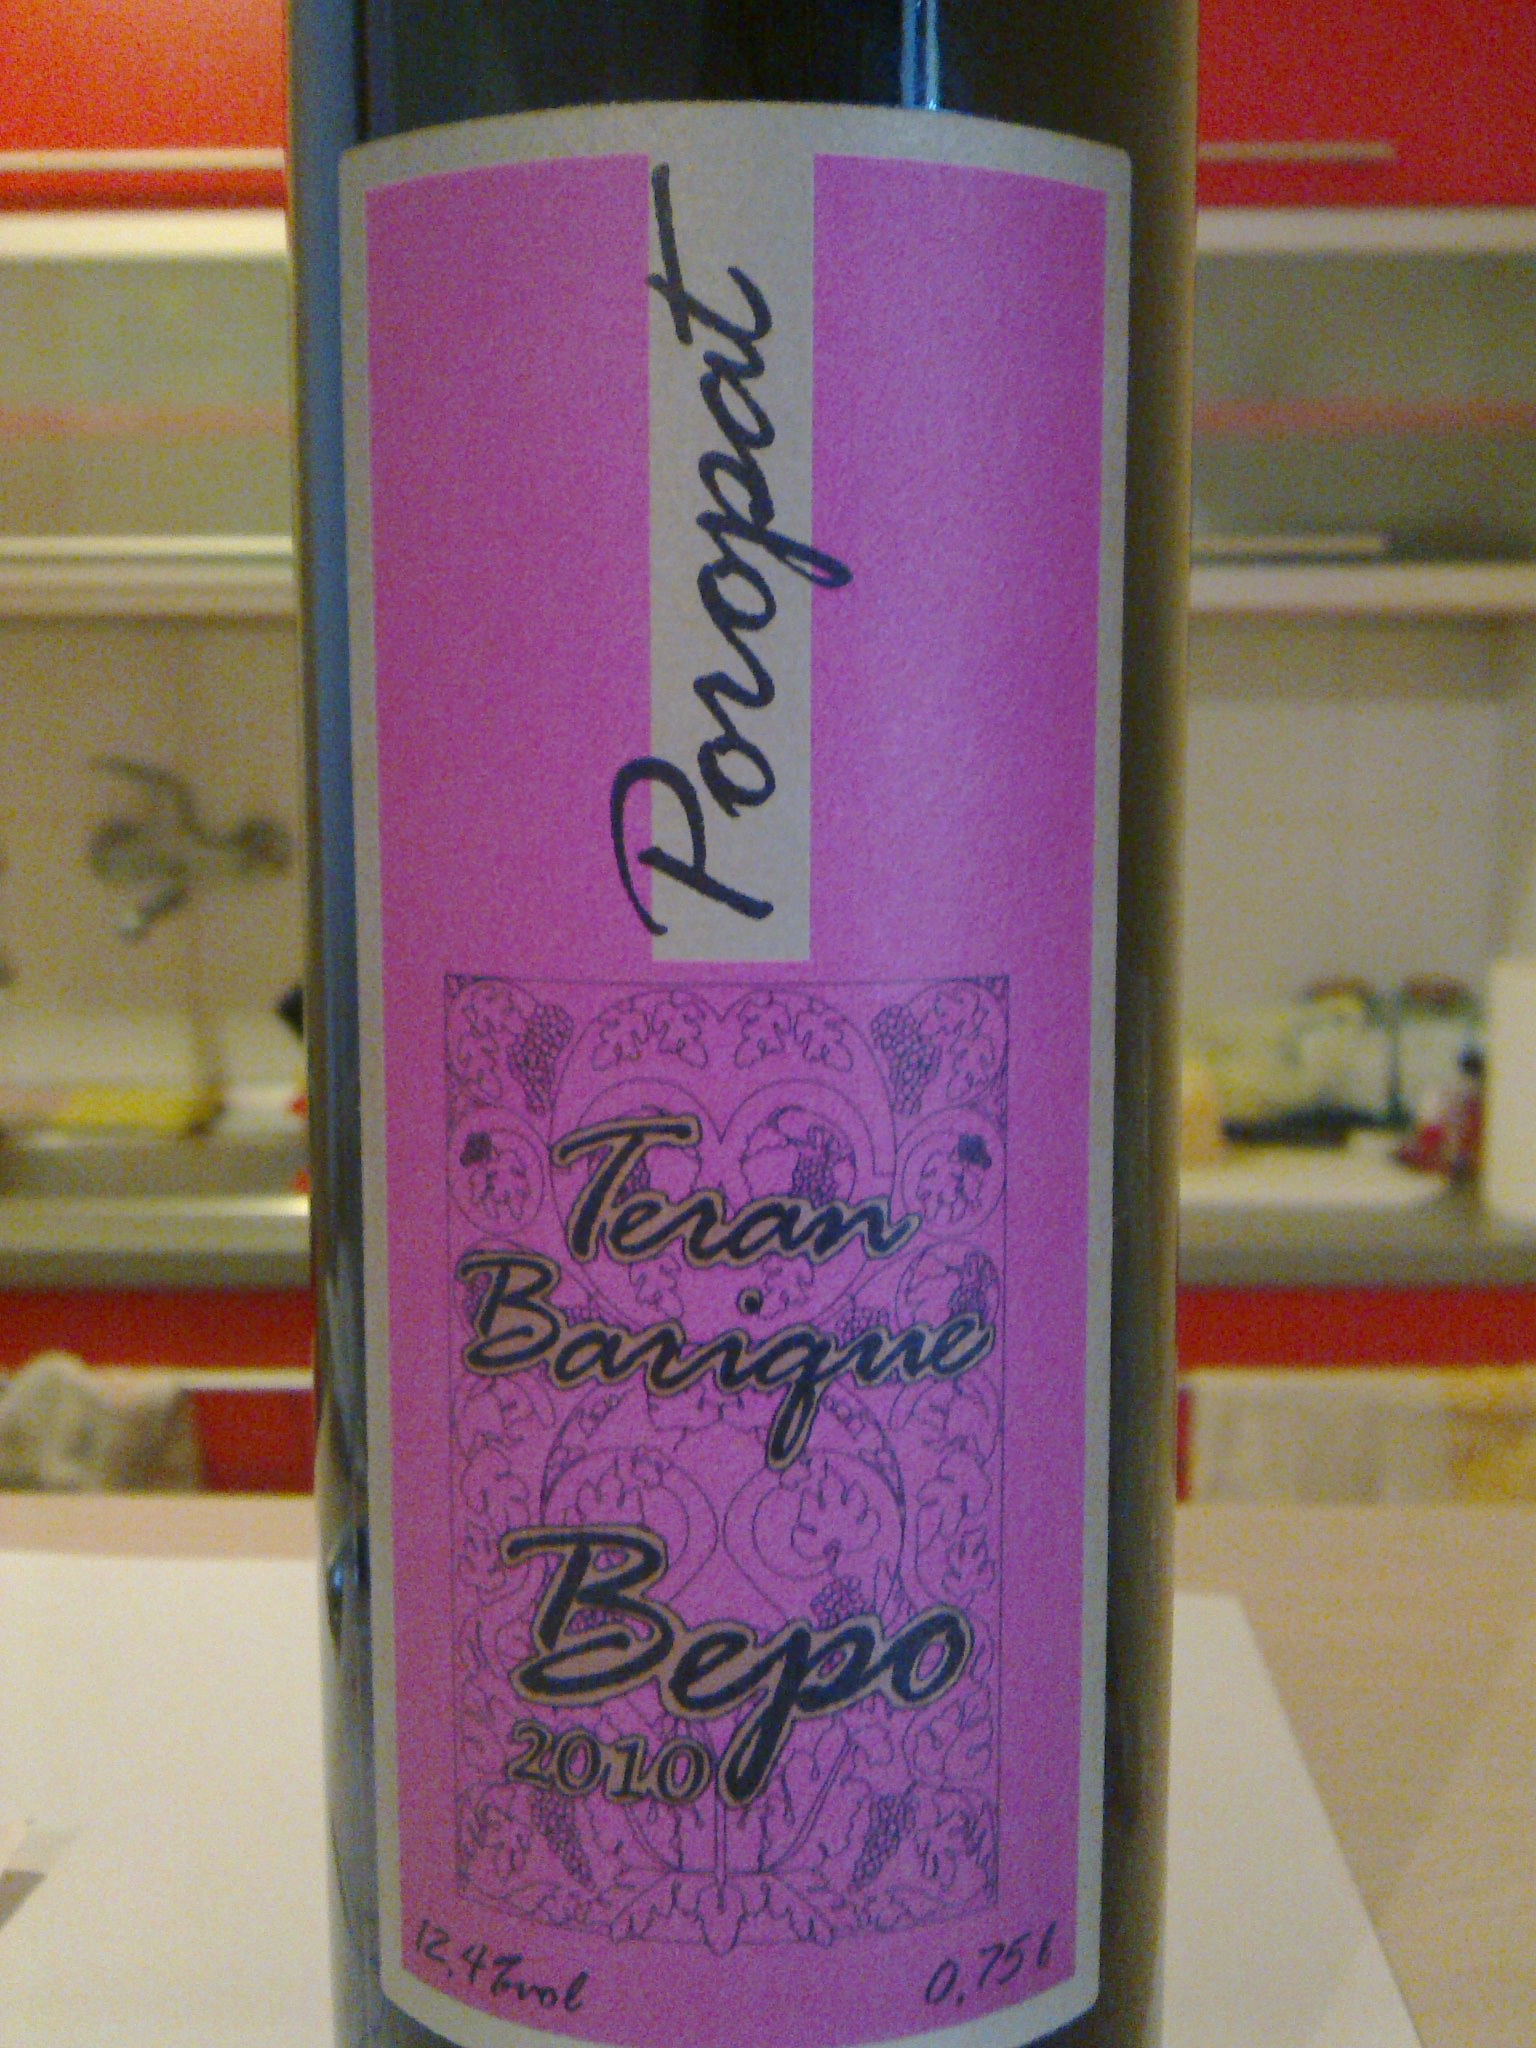 Poropat
Teran
Barique
Bepo
2010
12,4%vol
0,75l